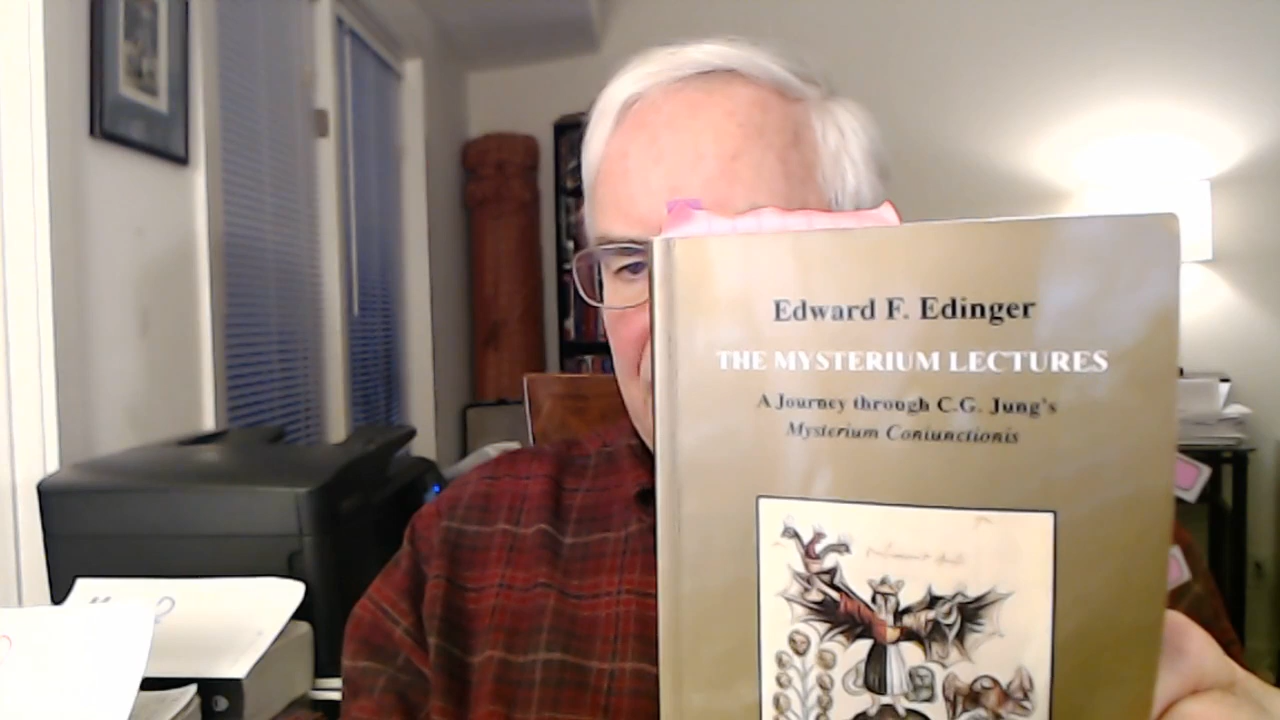 Edward F. Edinger
THE MYSTERIUM LECTURES
A Journey through C.G. Jung's
Mysterium Coniunctionis